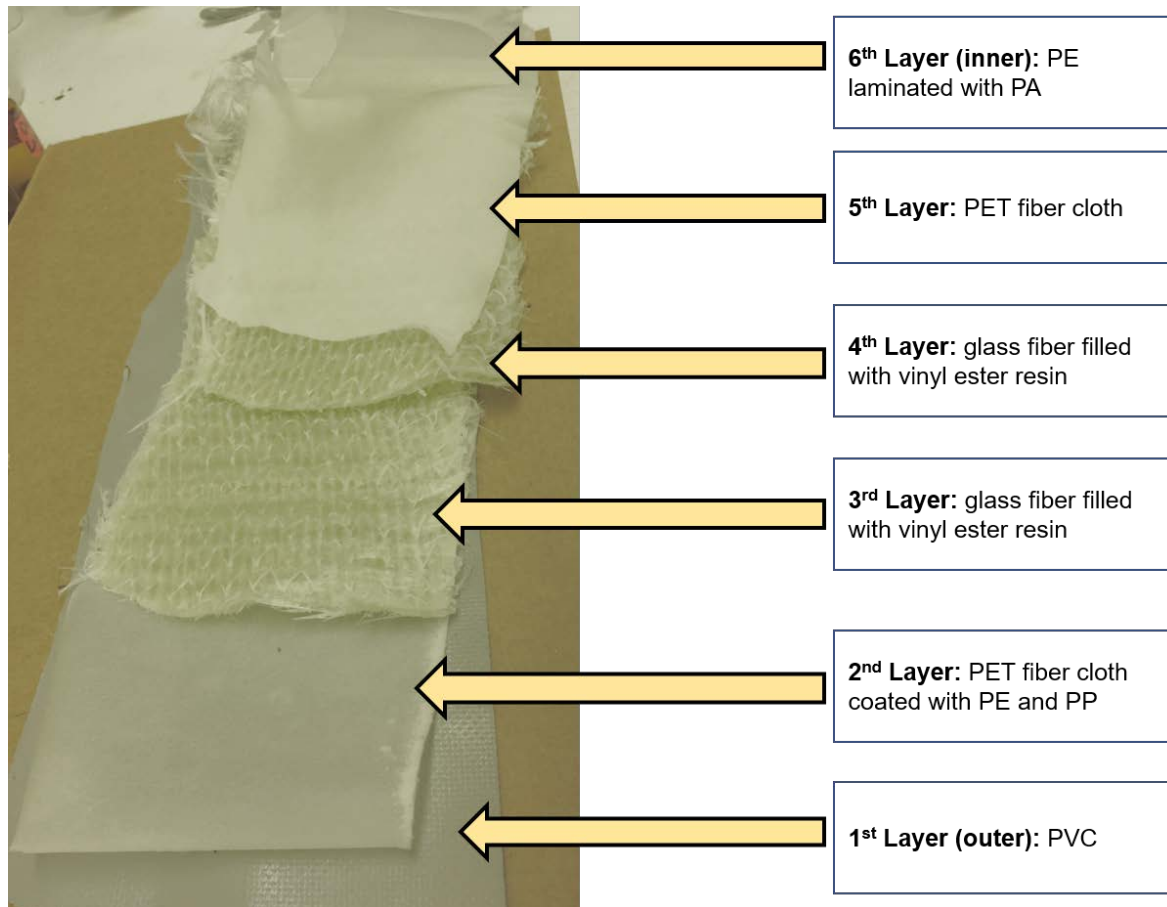 6th Layer (inner): PE
laminated with PA
5th Layer: PET fiber cloth
4th Layer: glass fiber filled
with vinyl ester resin
3rd Layer: glass fiber filled
with vinyl ester resin
2nd Layer: PET fiber cloth
coated with PE and PP
1st Layer (outer): PVC